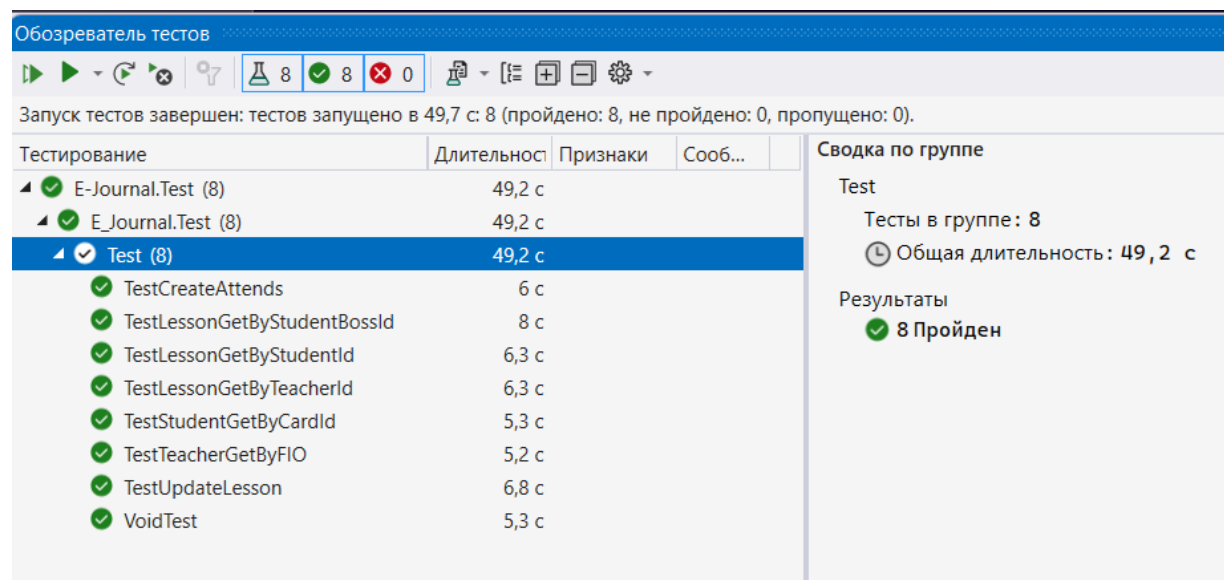 Обозреватель тестов
8 8 0
Запуск тестов завершен: тестов запущено в 49,7 с: 8 (пройдено: 8, не пройдено: 0, пропущено: 0).
Тестирование Длительност Признаки Сооб...
E-Journal.Test (8) 49,2 с
E_Journal.Test (8) 49,2 с
Test (8) 49,2 с
TestCreateAttends 6 с
TestLessonGetByStudentBossId 8 с
TestLessonGetByStudentId 6,3 с
TestLessonGetByTeacherId 6,3 с
TestStudentGetByCardId 5,3 с
TestTeacherGetByFIO 5,2 с
TestUpdateLesson 6,8 с
VoidTest 5,3 с
Сводка по группе
Test
Тесты в группе: 8
Общая длительность: 49,2 с
Результаты
8 Пройден